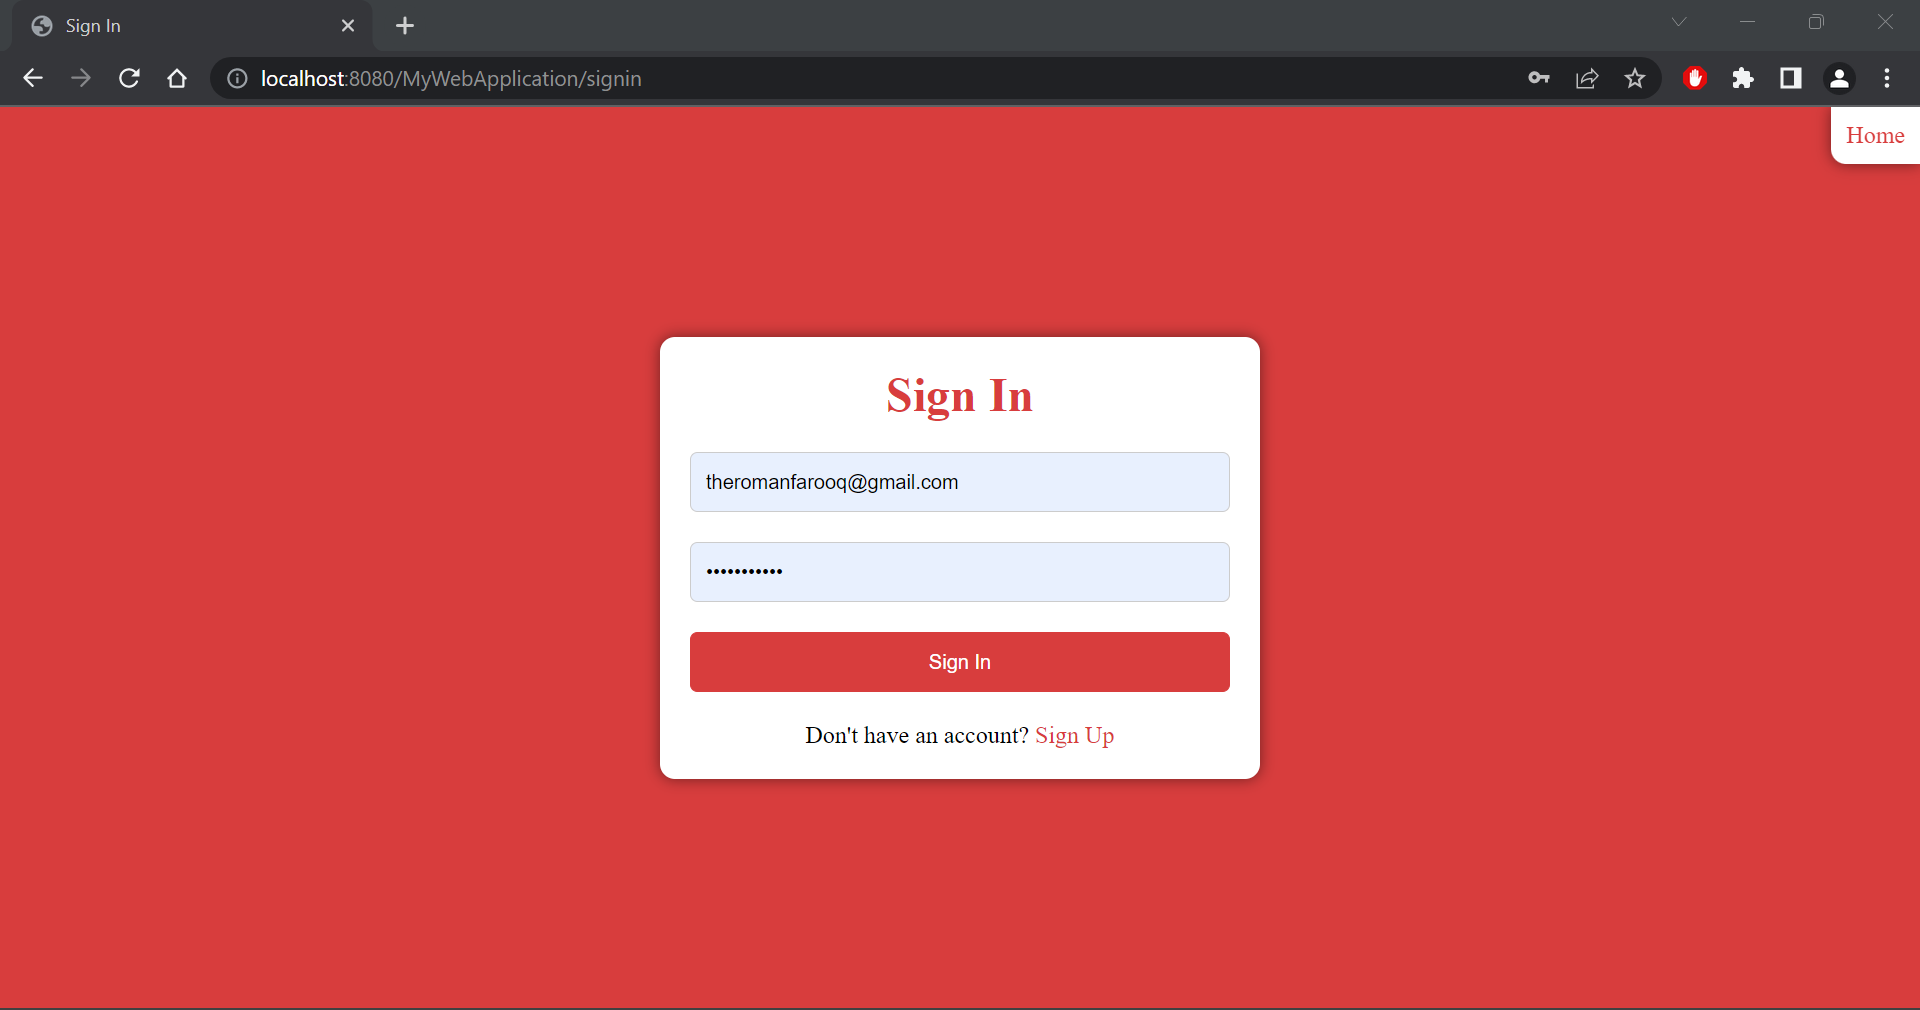 Sign In
localhost:8080/MyWebApplication/signin
Home
Sign In
theromanfarooq@gmail.com
•••••••••••
Sign In
Don't have an account? Sign Up